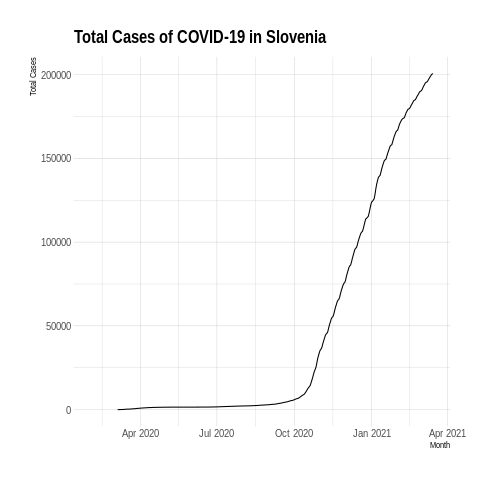 Total Cases of COVID-19 in Slovenia
Total Cases
200000
150000
100000
50000
0
Apr 2020 Jul 2020 Oct 2020 Jan 2021 Apr 2021
Month